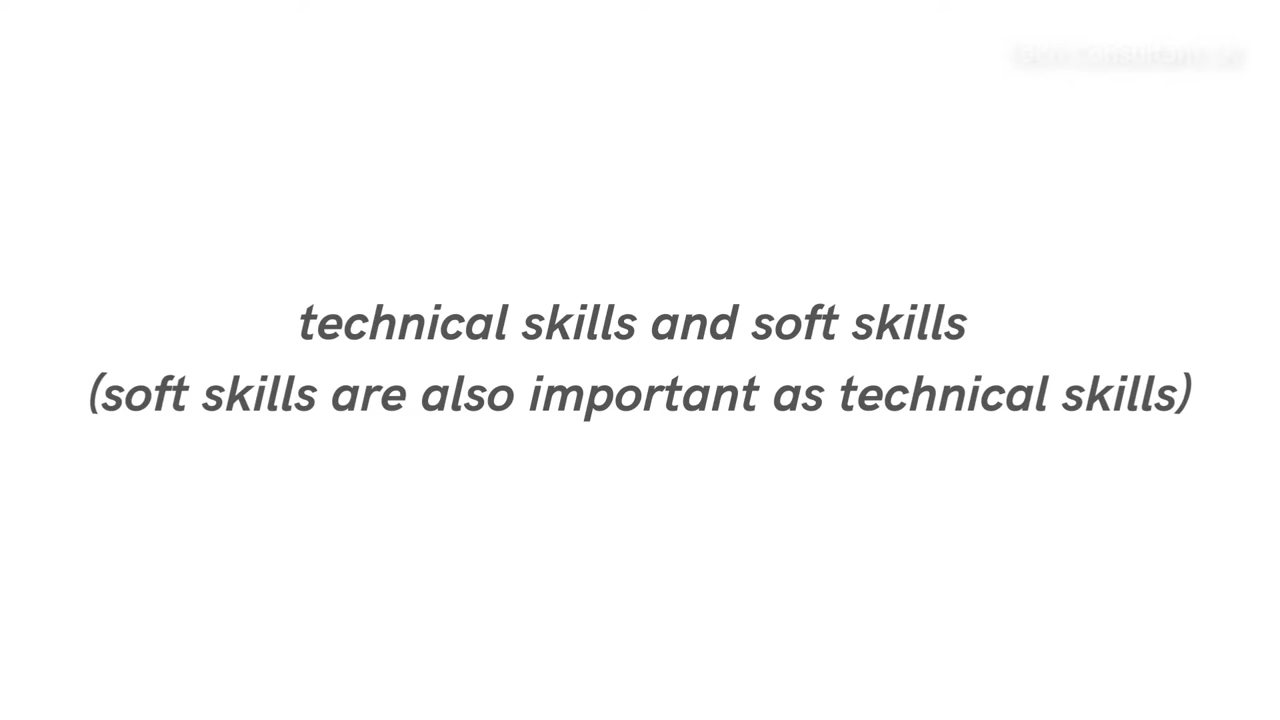 technical skills and soft skills
(soft skills are also important as technical skills)